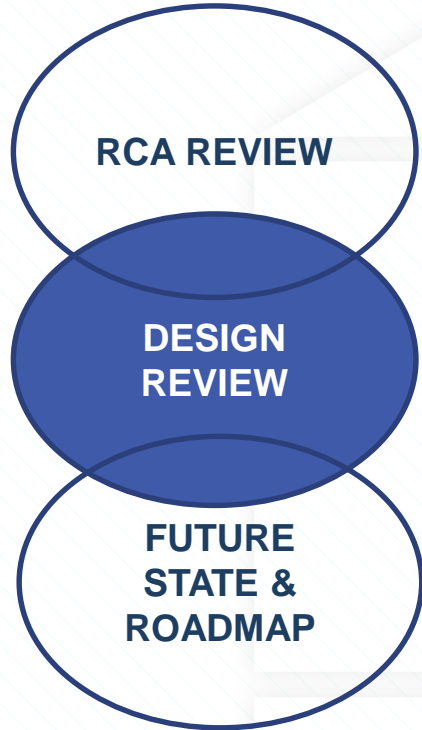 RCA REVIEW
DESIGN
REVIEW
FUTURE
STATE &
ROADMAP